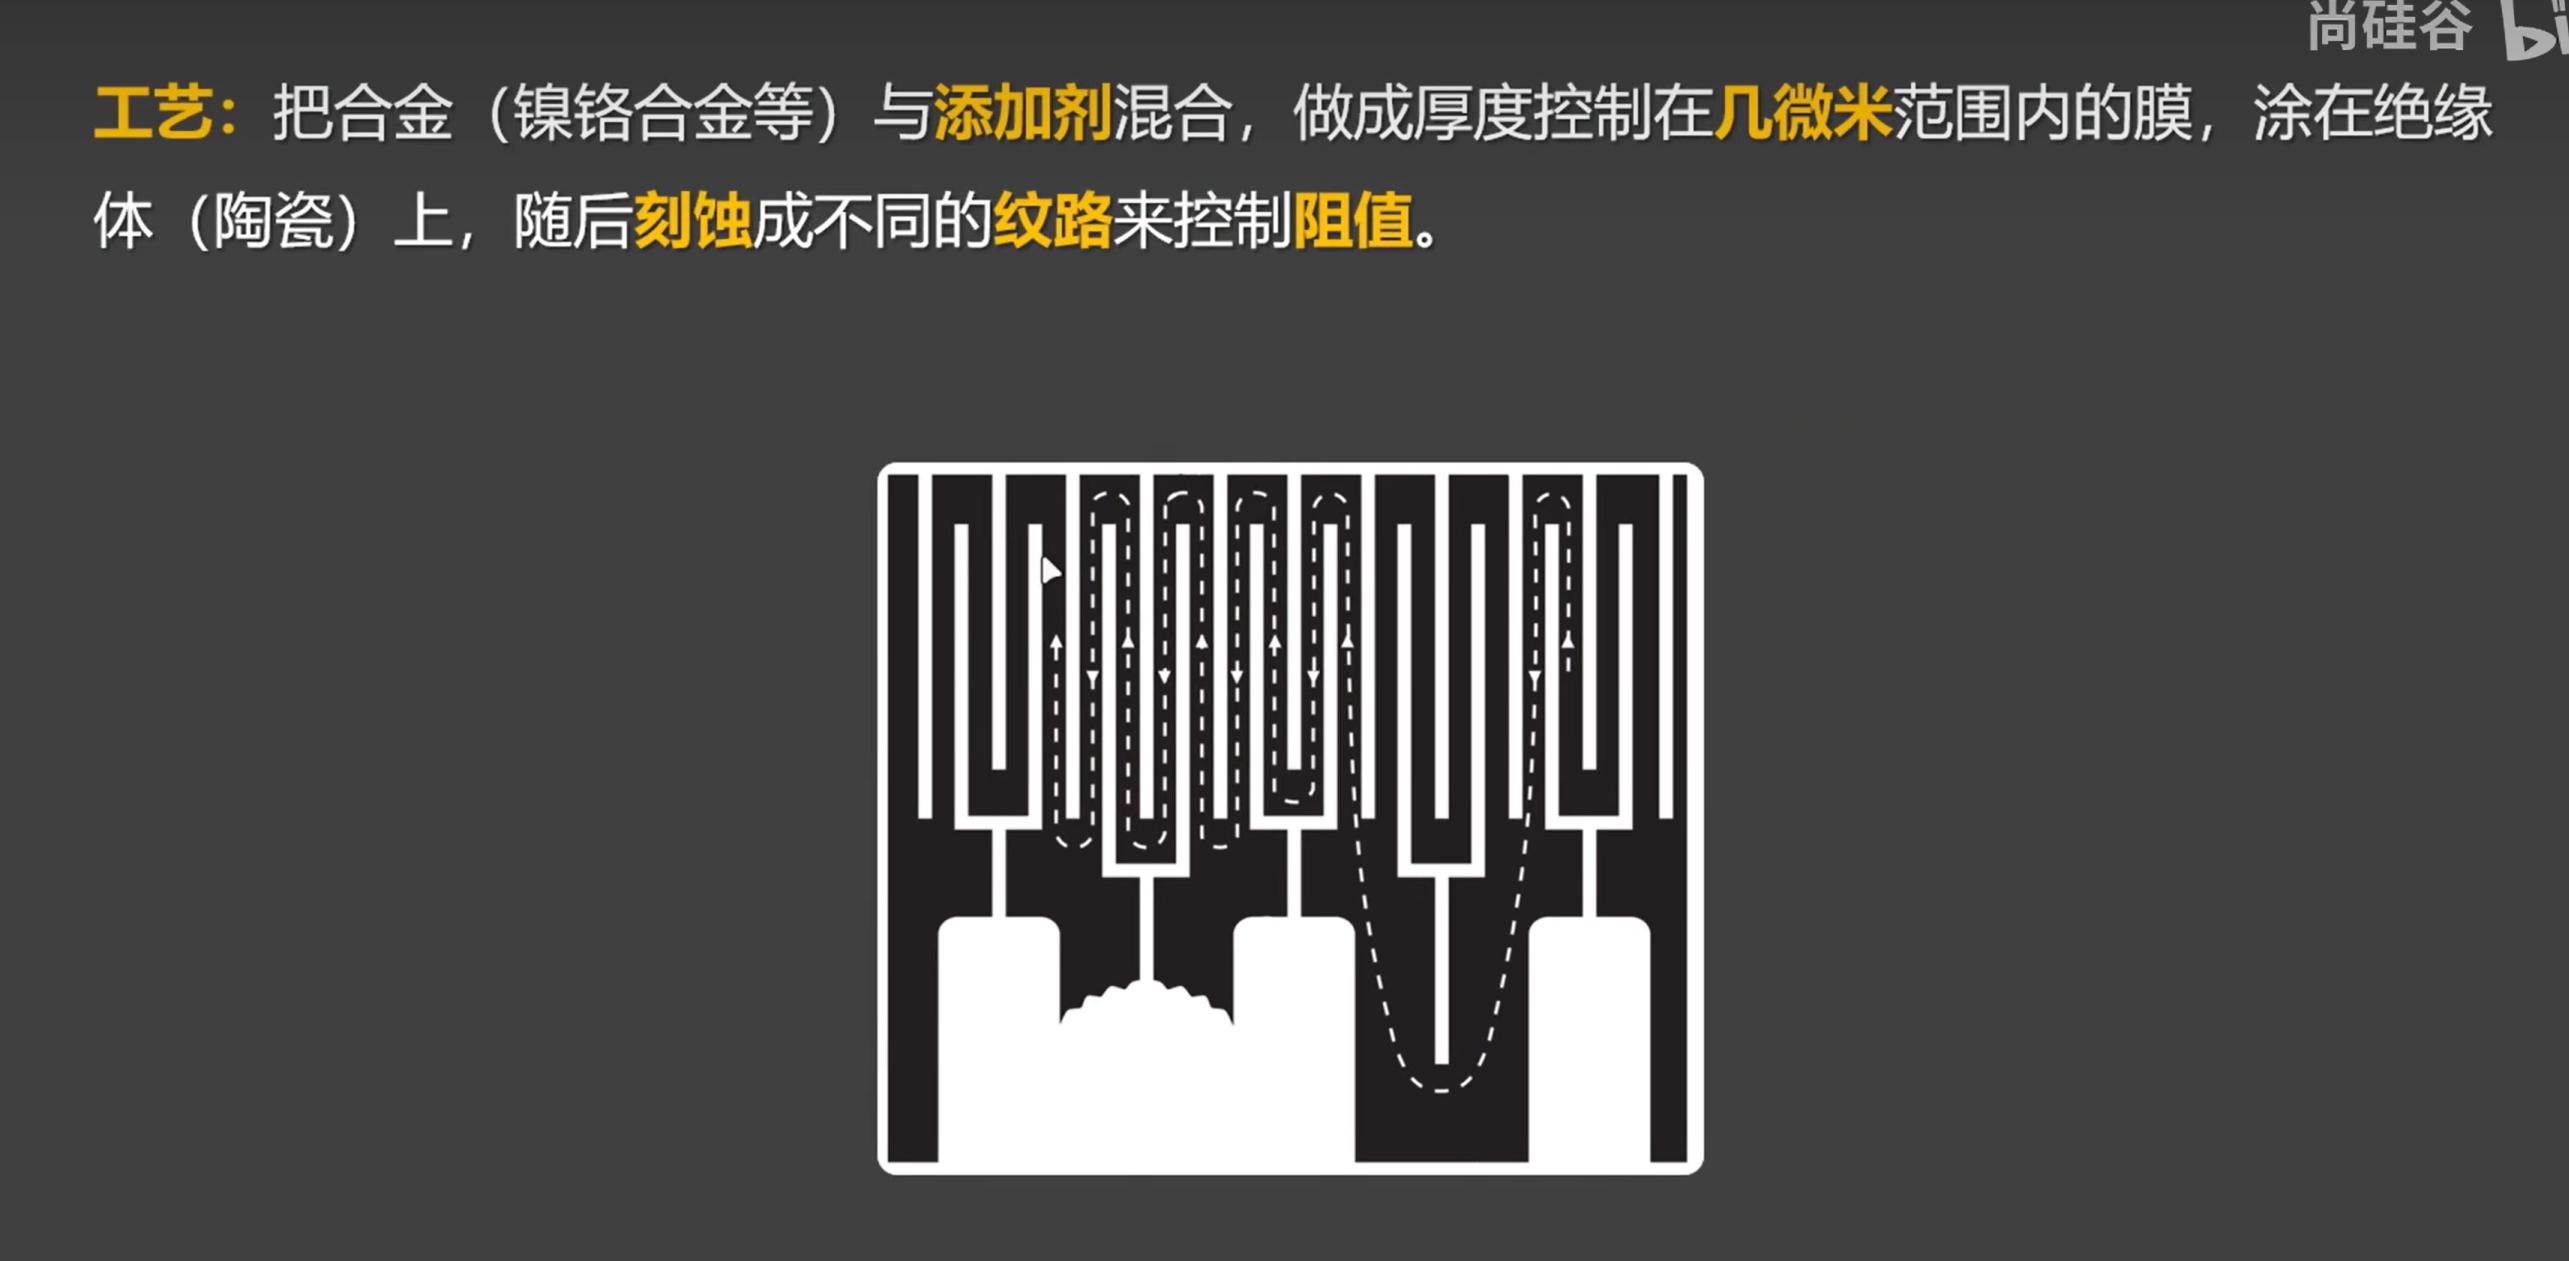 尚硅谷
工艺：把合金（镍铬合金等）与添加剂混合，做成厚度控制在几微米范围内的膜，涂在绝缘
体（陶瓷）上，随后刻蚀成不同的纹路来控制阻值。